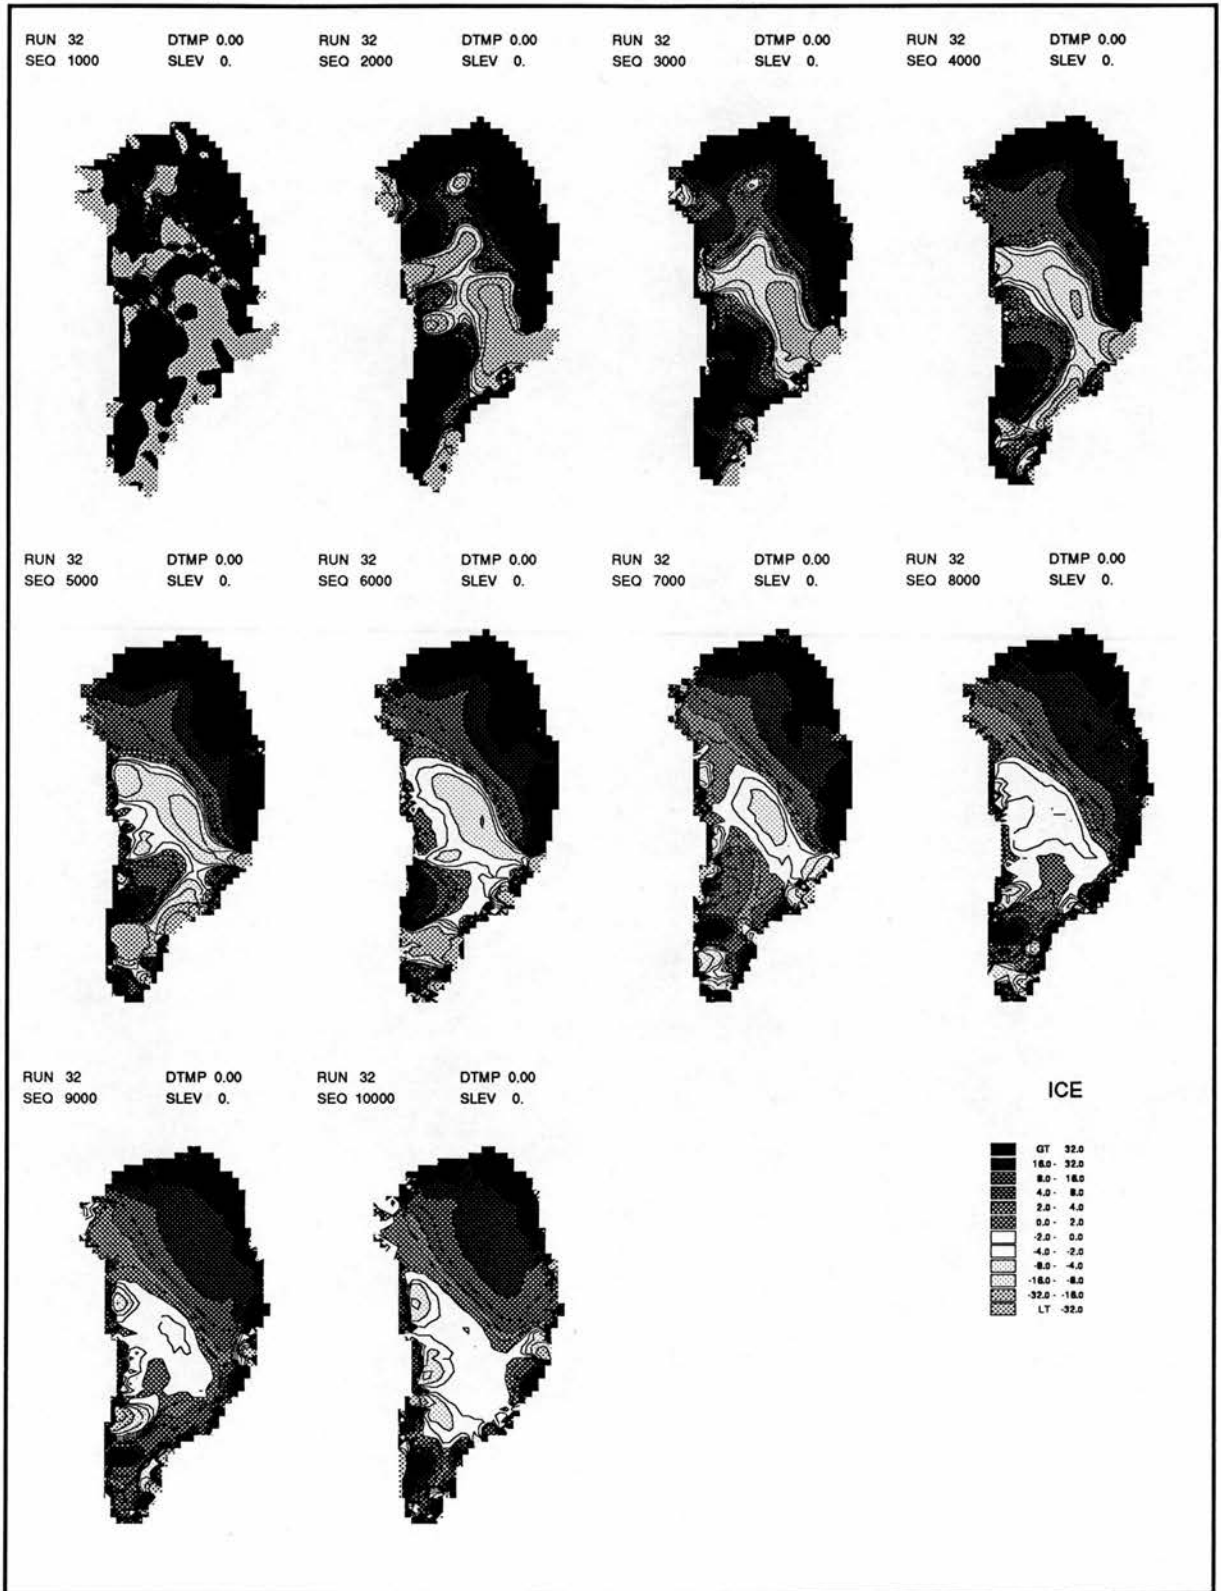 RUN 32 DTMP 0.00 RUN 32 DTMP 0.00 RUN 32 DTMP 0.00 RUN 32 DTMP 0.00
SEQ 1000 SLEV 0. SEQ 2000 SLEV 0. SEQ 3000 SLEV 0. SEQ 4000 SLEV 0.
RUN 32 DTMP 0.00 RUN 32 DTMP 0.00 RUN 32 DTMP 0.00 RUN 32 DTMP 0.00
SEQ 5000 SLEV 0. SEQ 6000 SLEV 0. SEQ 7000 SLEV 0. SEQ 8000 SLEV 0.
RUN 32 DTMP 0.00 RUN 32 DTMP 0.00
SEQ 9000 SLEV 0. SEQ 10000 SLEV 0.
ICE
GT 32.0
16.0 - 32.0
8.0 - 16.0
4.0 - 8.0
2.0 - 4.0
0.0 - 2.0
-2.0 - 0.0
-4.0 - -2.0
-8.0 - -4.0
-16.0 - -8.0
-32.0 - -16.0
LT -32.0